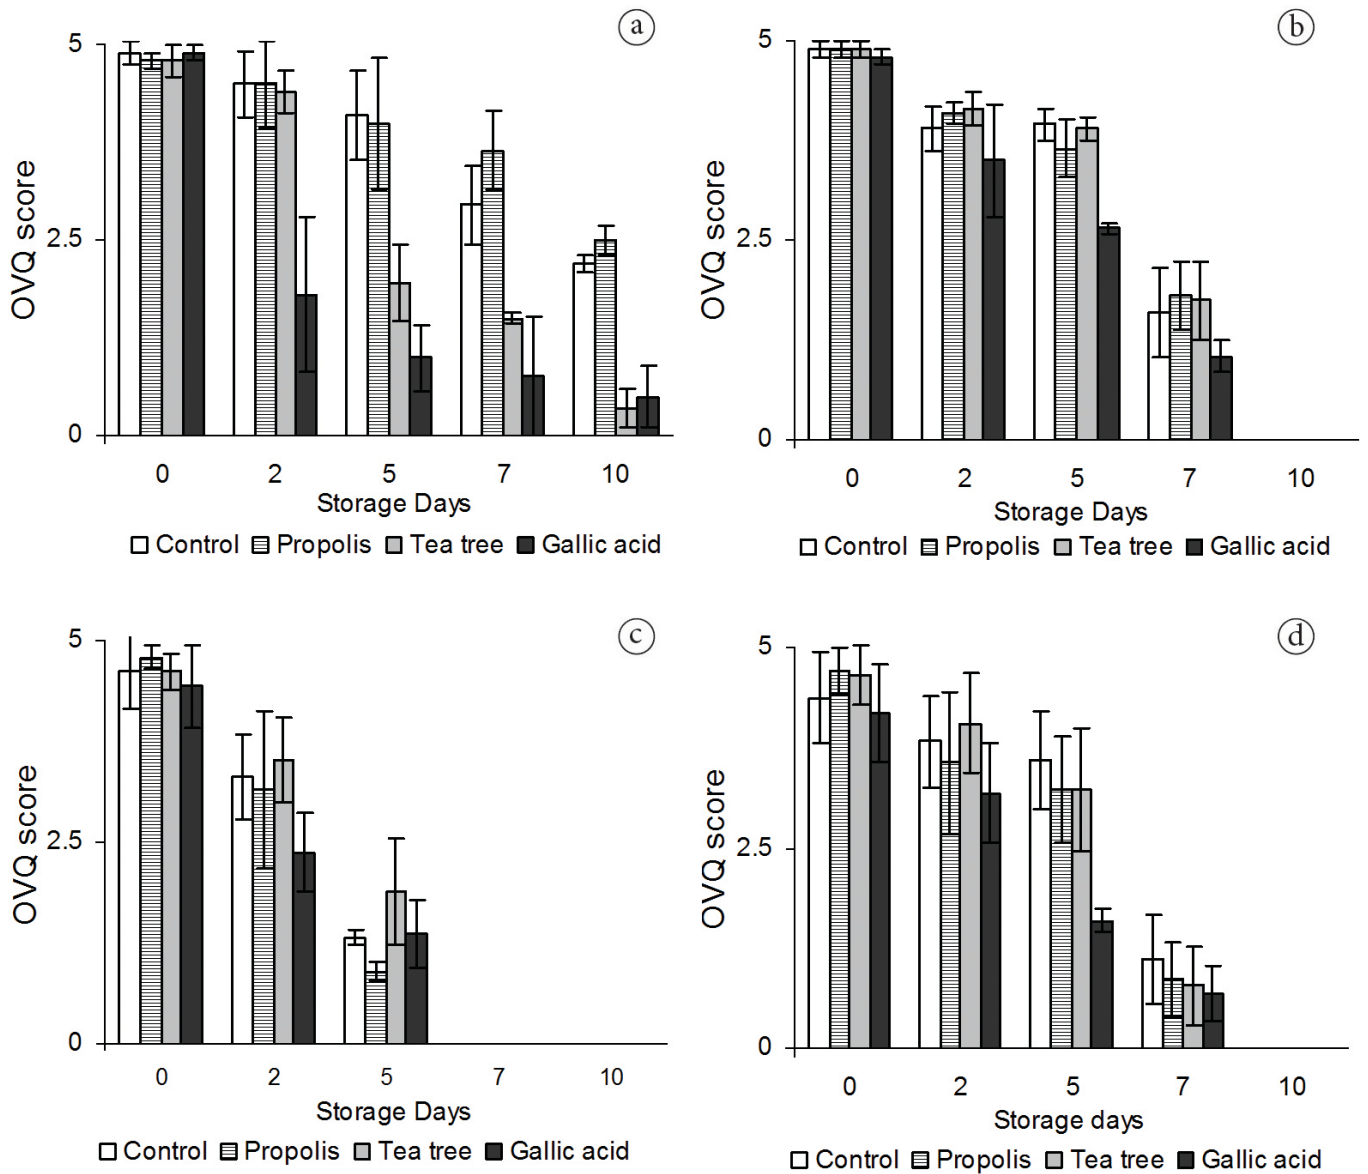 a
5
2.5
0
OVQ score
0 2 5 7 10
Storage Days
Control Propolis Tea tree Gallic acid
b
5
2.5
0
OVQ score
0 2 5 7 10
Storage Days
Control Propolis Tea tree Gallic acid
c
5
2.5
0
OVQ score
0 2 5 7 10
Storage Days
Control Propolis Tea tree Gallic acid
d
5
2.5
0
OVQ score
0 2 5 7 10
Storage days
Control Propolis Tea tree Gallic acid